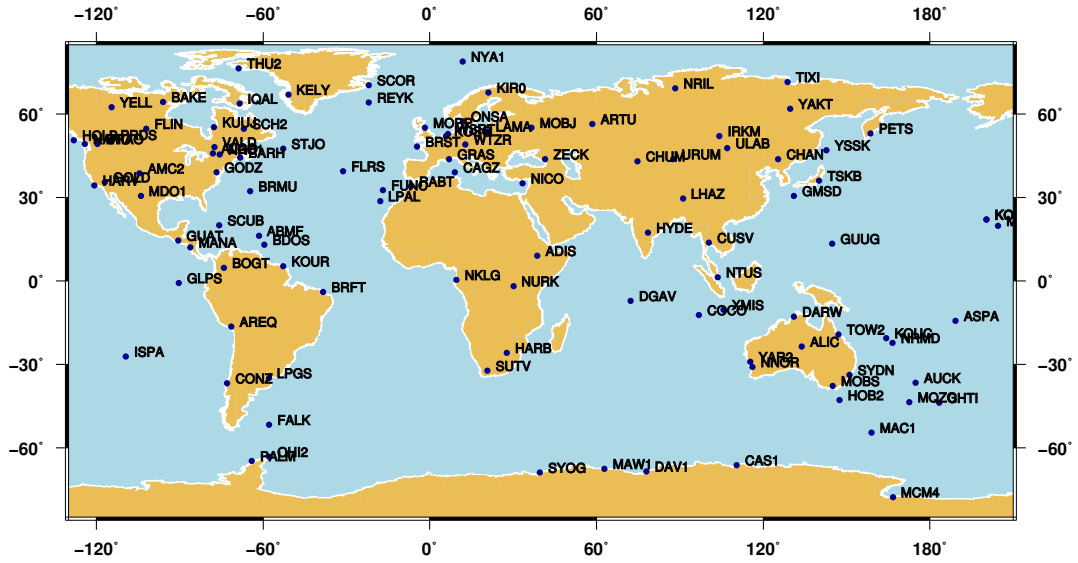 −120˚ −60˚ 0˚ 60˚ 120˚ 180˚
NYA1
THU2
SCOR
TIXI
NRIL
KIR0
KELY
REYK
YELL
BAKE
IQAL
YAKT
60˚
60˚
ONSA
ARTU
FLIN
KUUJ
SCH2
LAMA
MOBJ
IRKM
PETS
STJO
BRST
WTZR
ULAB
YSSK
URUM
CHUM
CHAN
GRAS
ZECK
BARH
GODZ
AMC2
FLRS
CAGZ
TSKB
NICO
MDO1
BRMU
FUNC
RABT
LPAL
LHAZ
GMSD
30˚
30˚
SCUB
ABMF
BDOS
GUAT
MANA
HYDE
CUSV
GUUG
ADIS
BOGT
KOUR
NTUS
GLPS
NKLG
NURK
0˚
0˚
BRFT
DGAV
XMIS
COCO
DARW
ASPA
AREQ
TOW2
KOUC
NRMD
ALIC
ISPA
HARB
YAR2
NNOR
−30˚
−30˚
SUTV
CONZ
LPGS
SYDN
MOBS
AUCK
HOB2
CHTI
FALK
MAC1
−60˚
−60˚
OHI2
PALM
SYOG
MAW1
DAV1
CAS1
MCM4
−120˚ −60˚ 0˚ 60˚ 120˚ 180˚